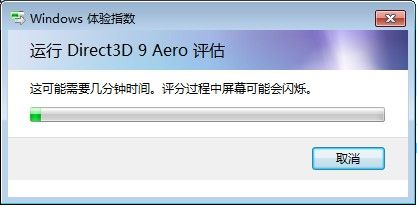 Windows 体验指数
运行 Direct3D 9 Aero 评估
这可能需要几分钟时间。评分过程中屏幕可能会闪烁。
取消